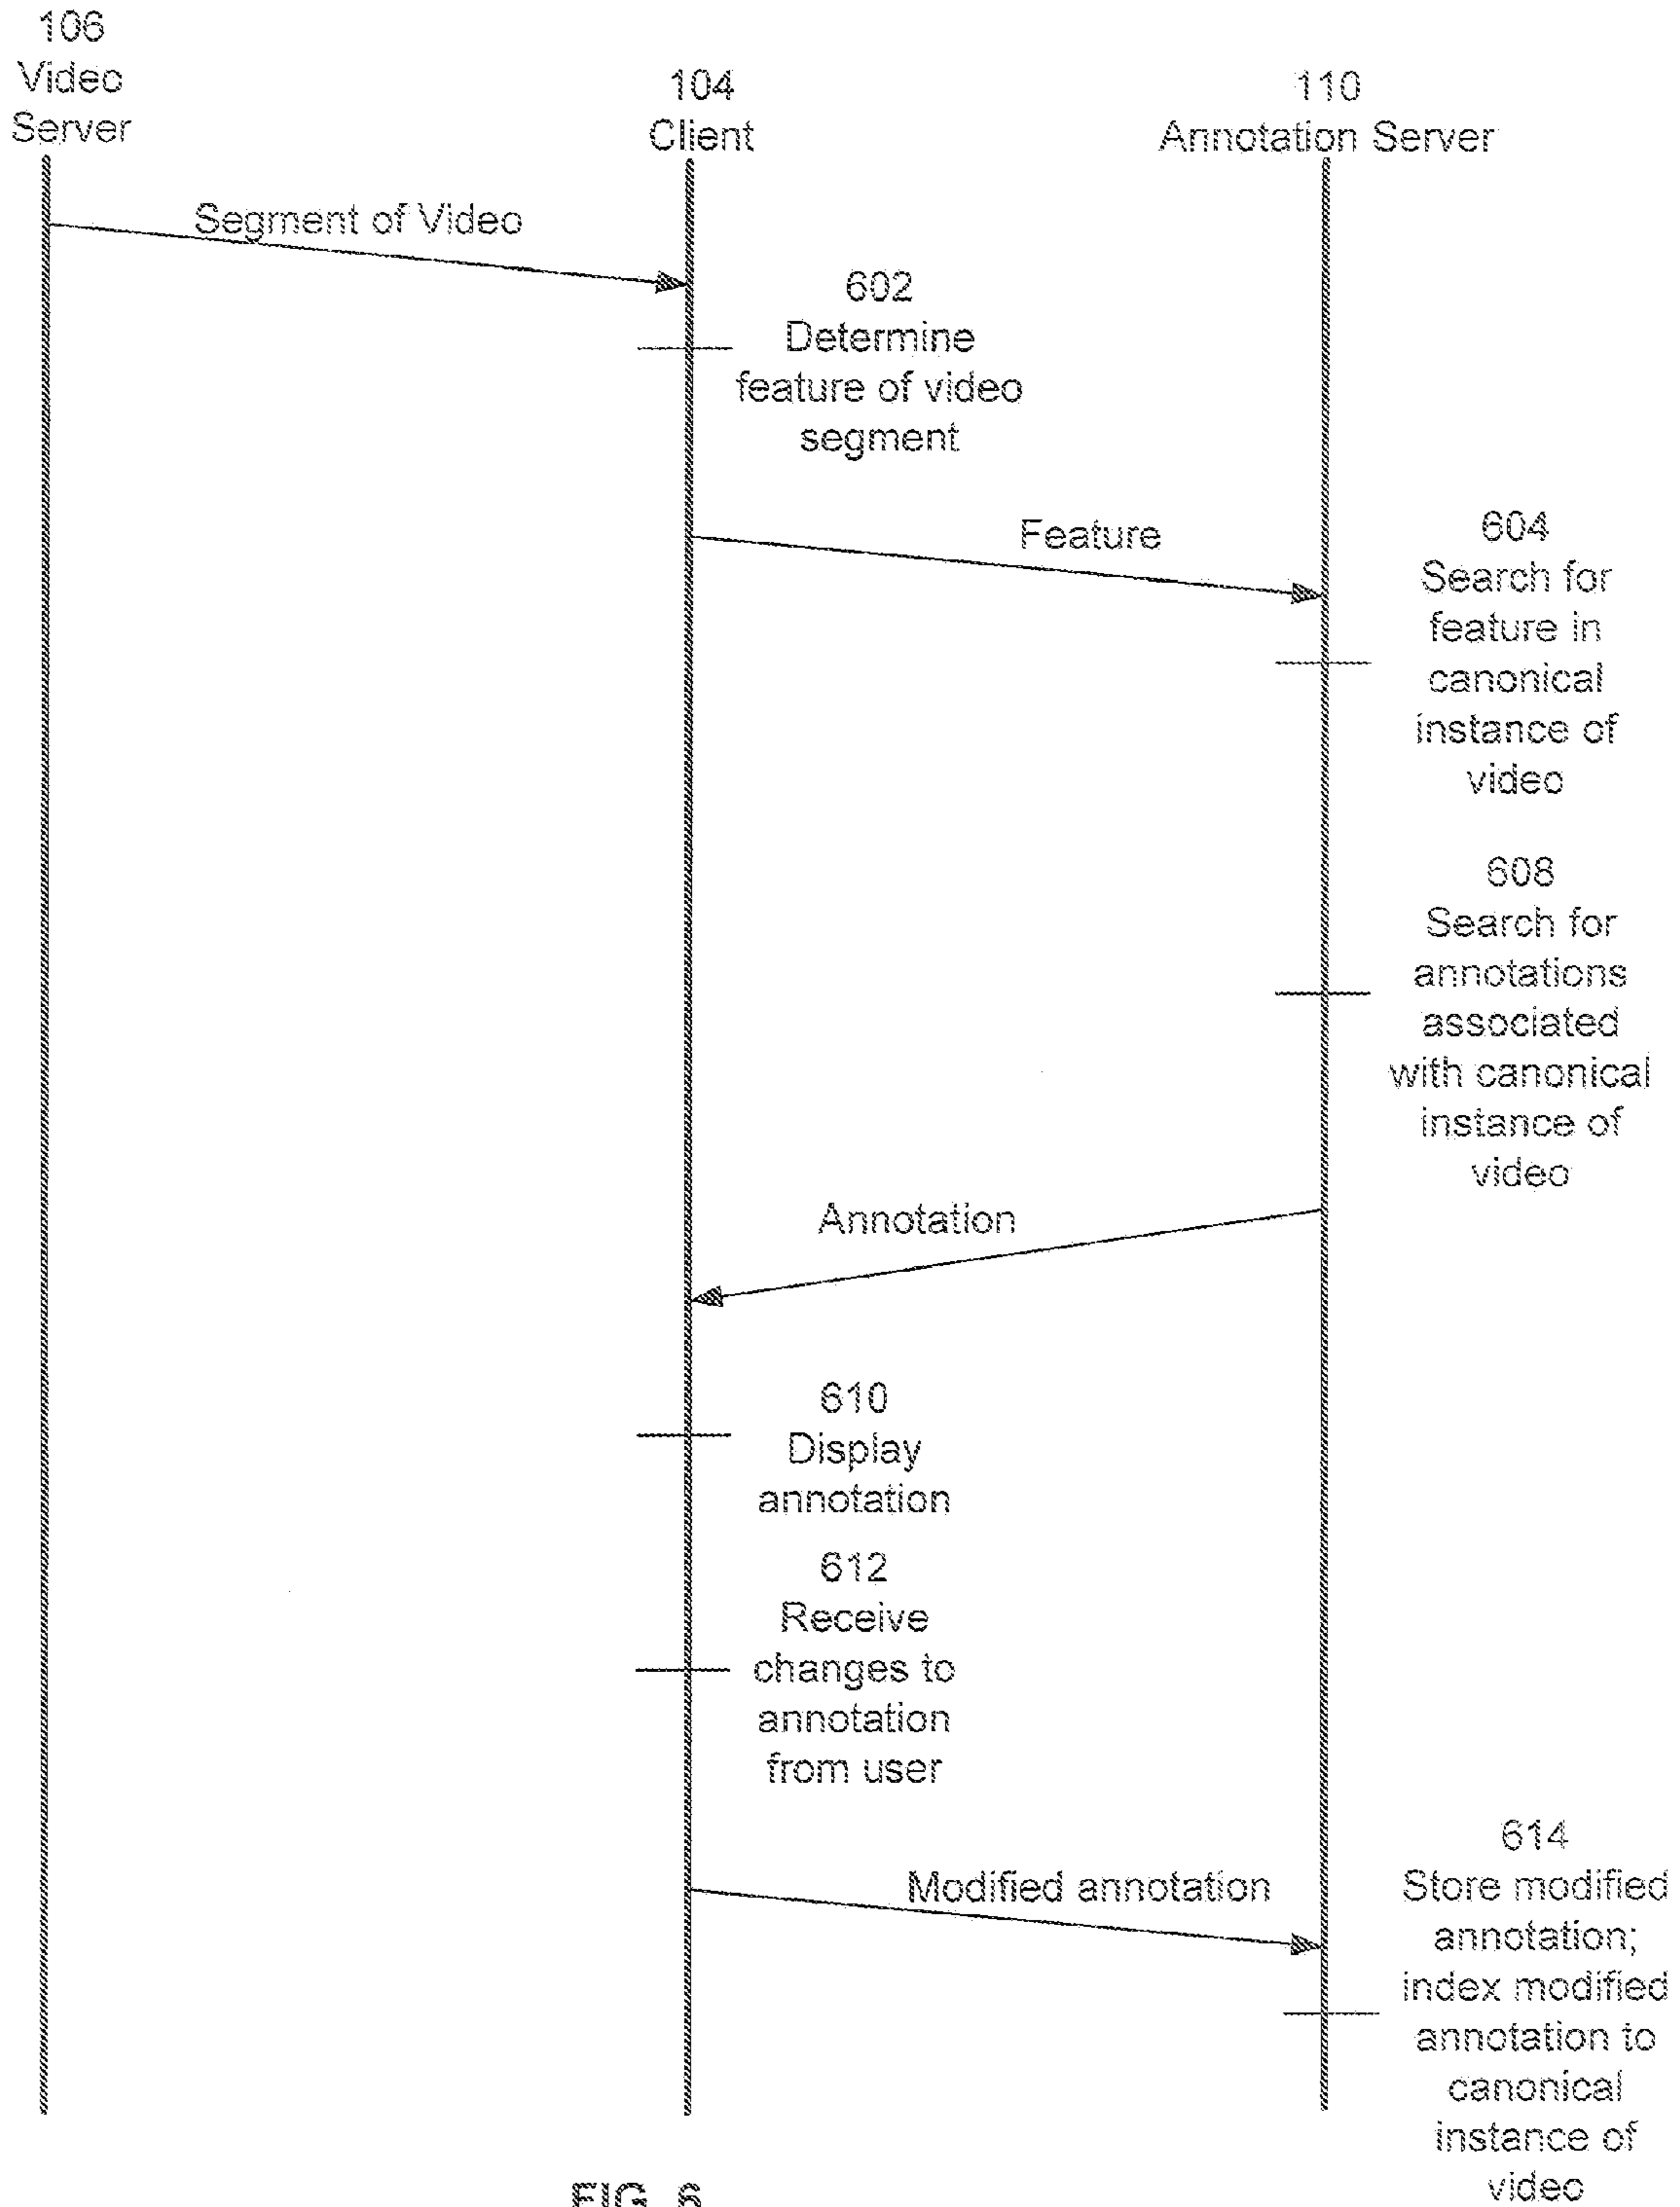 106
Video
Server
104
Client
110
Annotation Server
Segment of Video
602
Determine
feature of video
segment
Feature
604
Search for
feature in
canonical
instance of
video
608
Search for
annotations
associated
with canonical
instance of
video
Annotation
610
Display
annotation
612
Receive
changes to
annotation
from user
Modified annotation
614
Store modified
annotation;
index modified
annotation to
canonical
instance of
video
FIG. 6